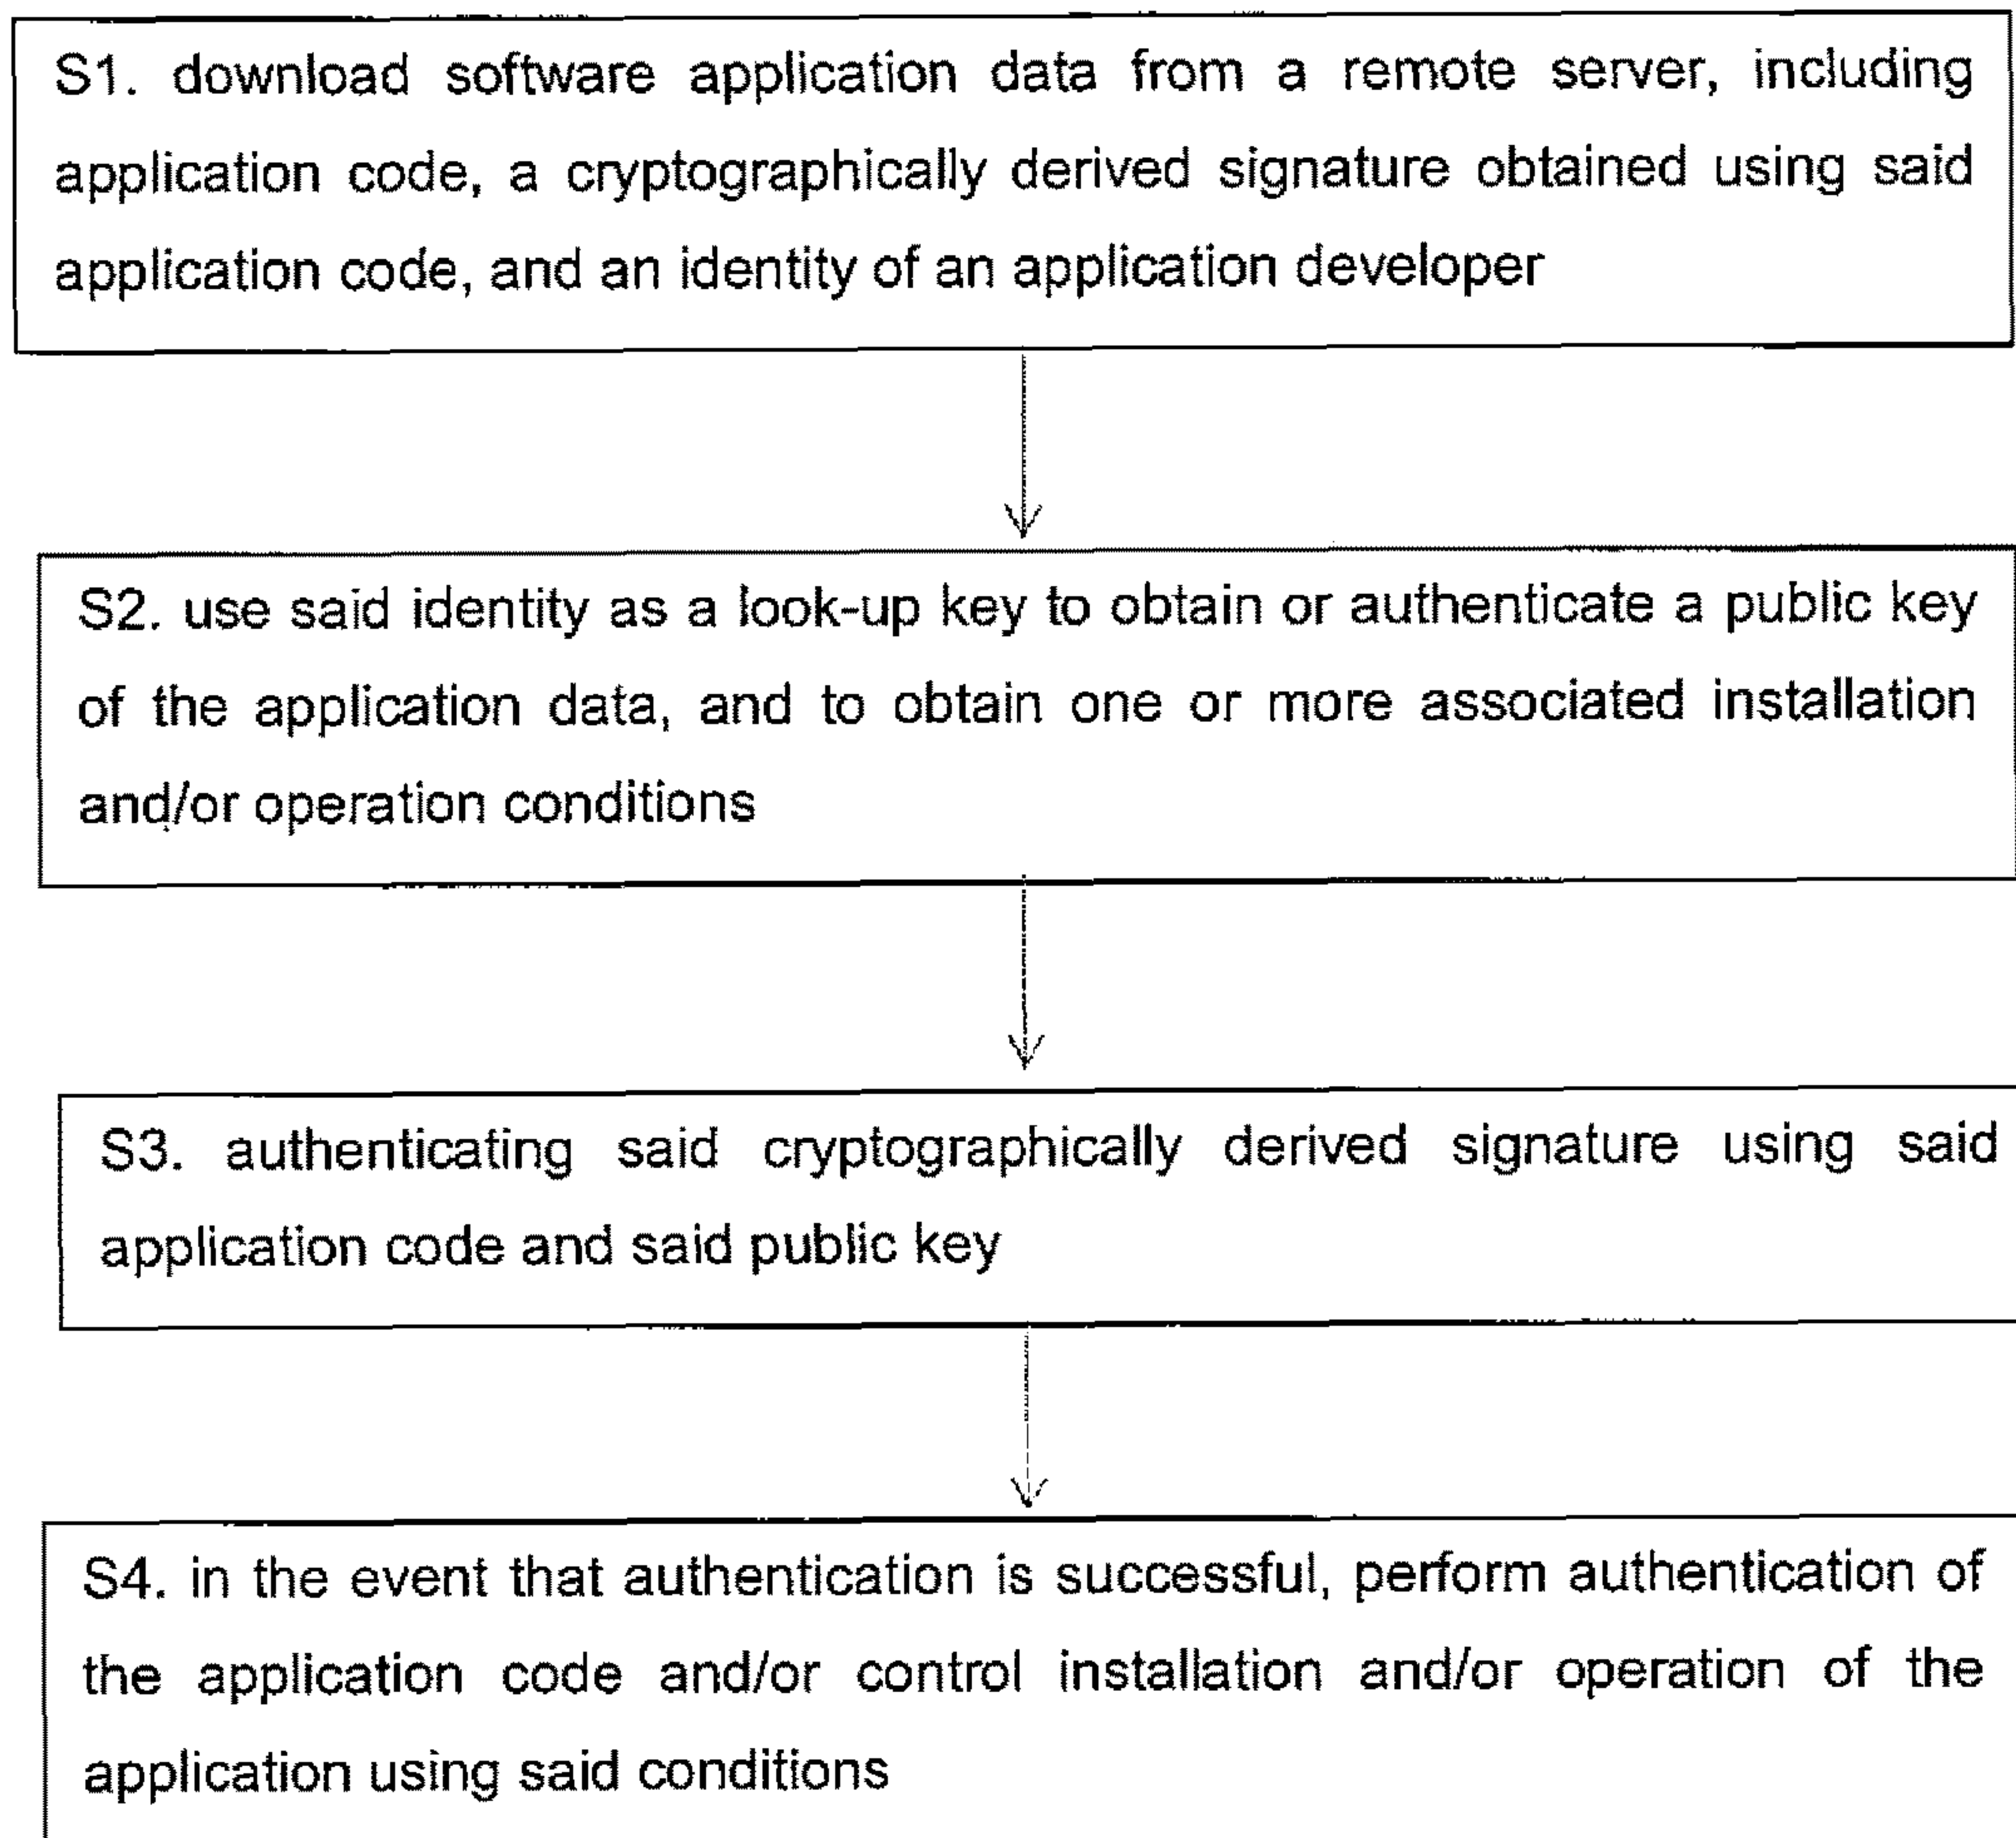 S1. download software application data from a remote server, including
application code, a cryptographically derived signature obtained using said
application code, and an identity of an application developer
S2. use said identity as a look-up key to obtain or authenticate a public key
of the application data, and to obtain one or more associated installation
and/or operation conditions
S3. authenticating said cryptographically derived signature using said
application code and said public key
S4. in the event that authentication is successful, perform authentication of
the application code and/or control installation and/or operation of the
application using said conditions